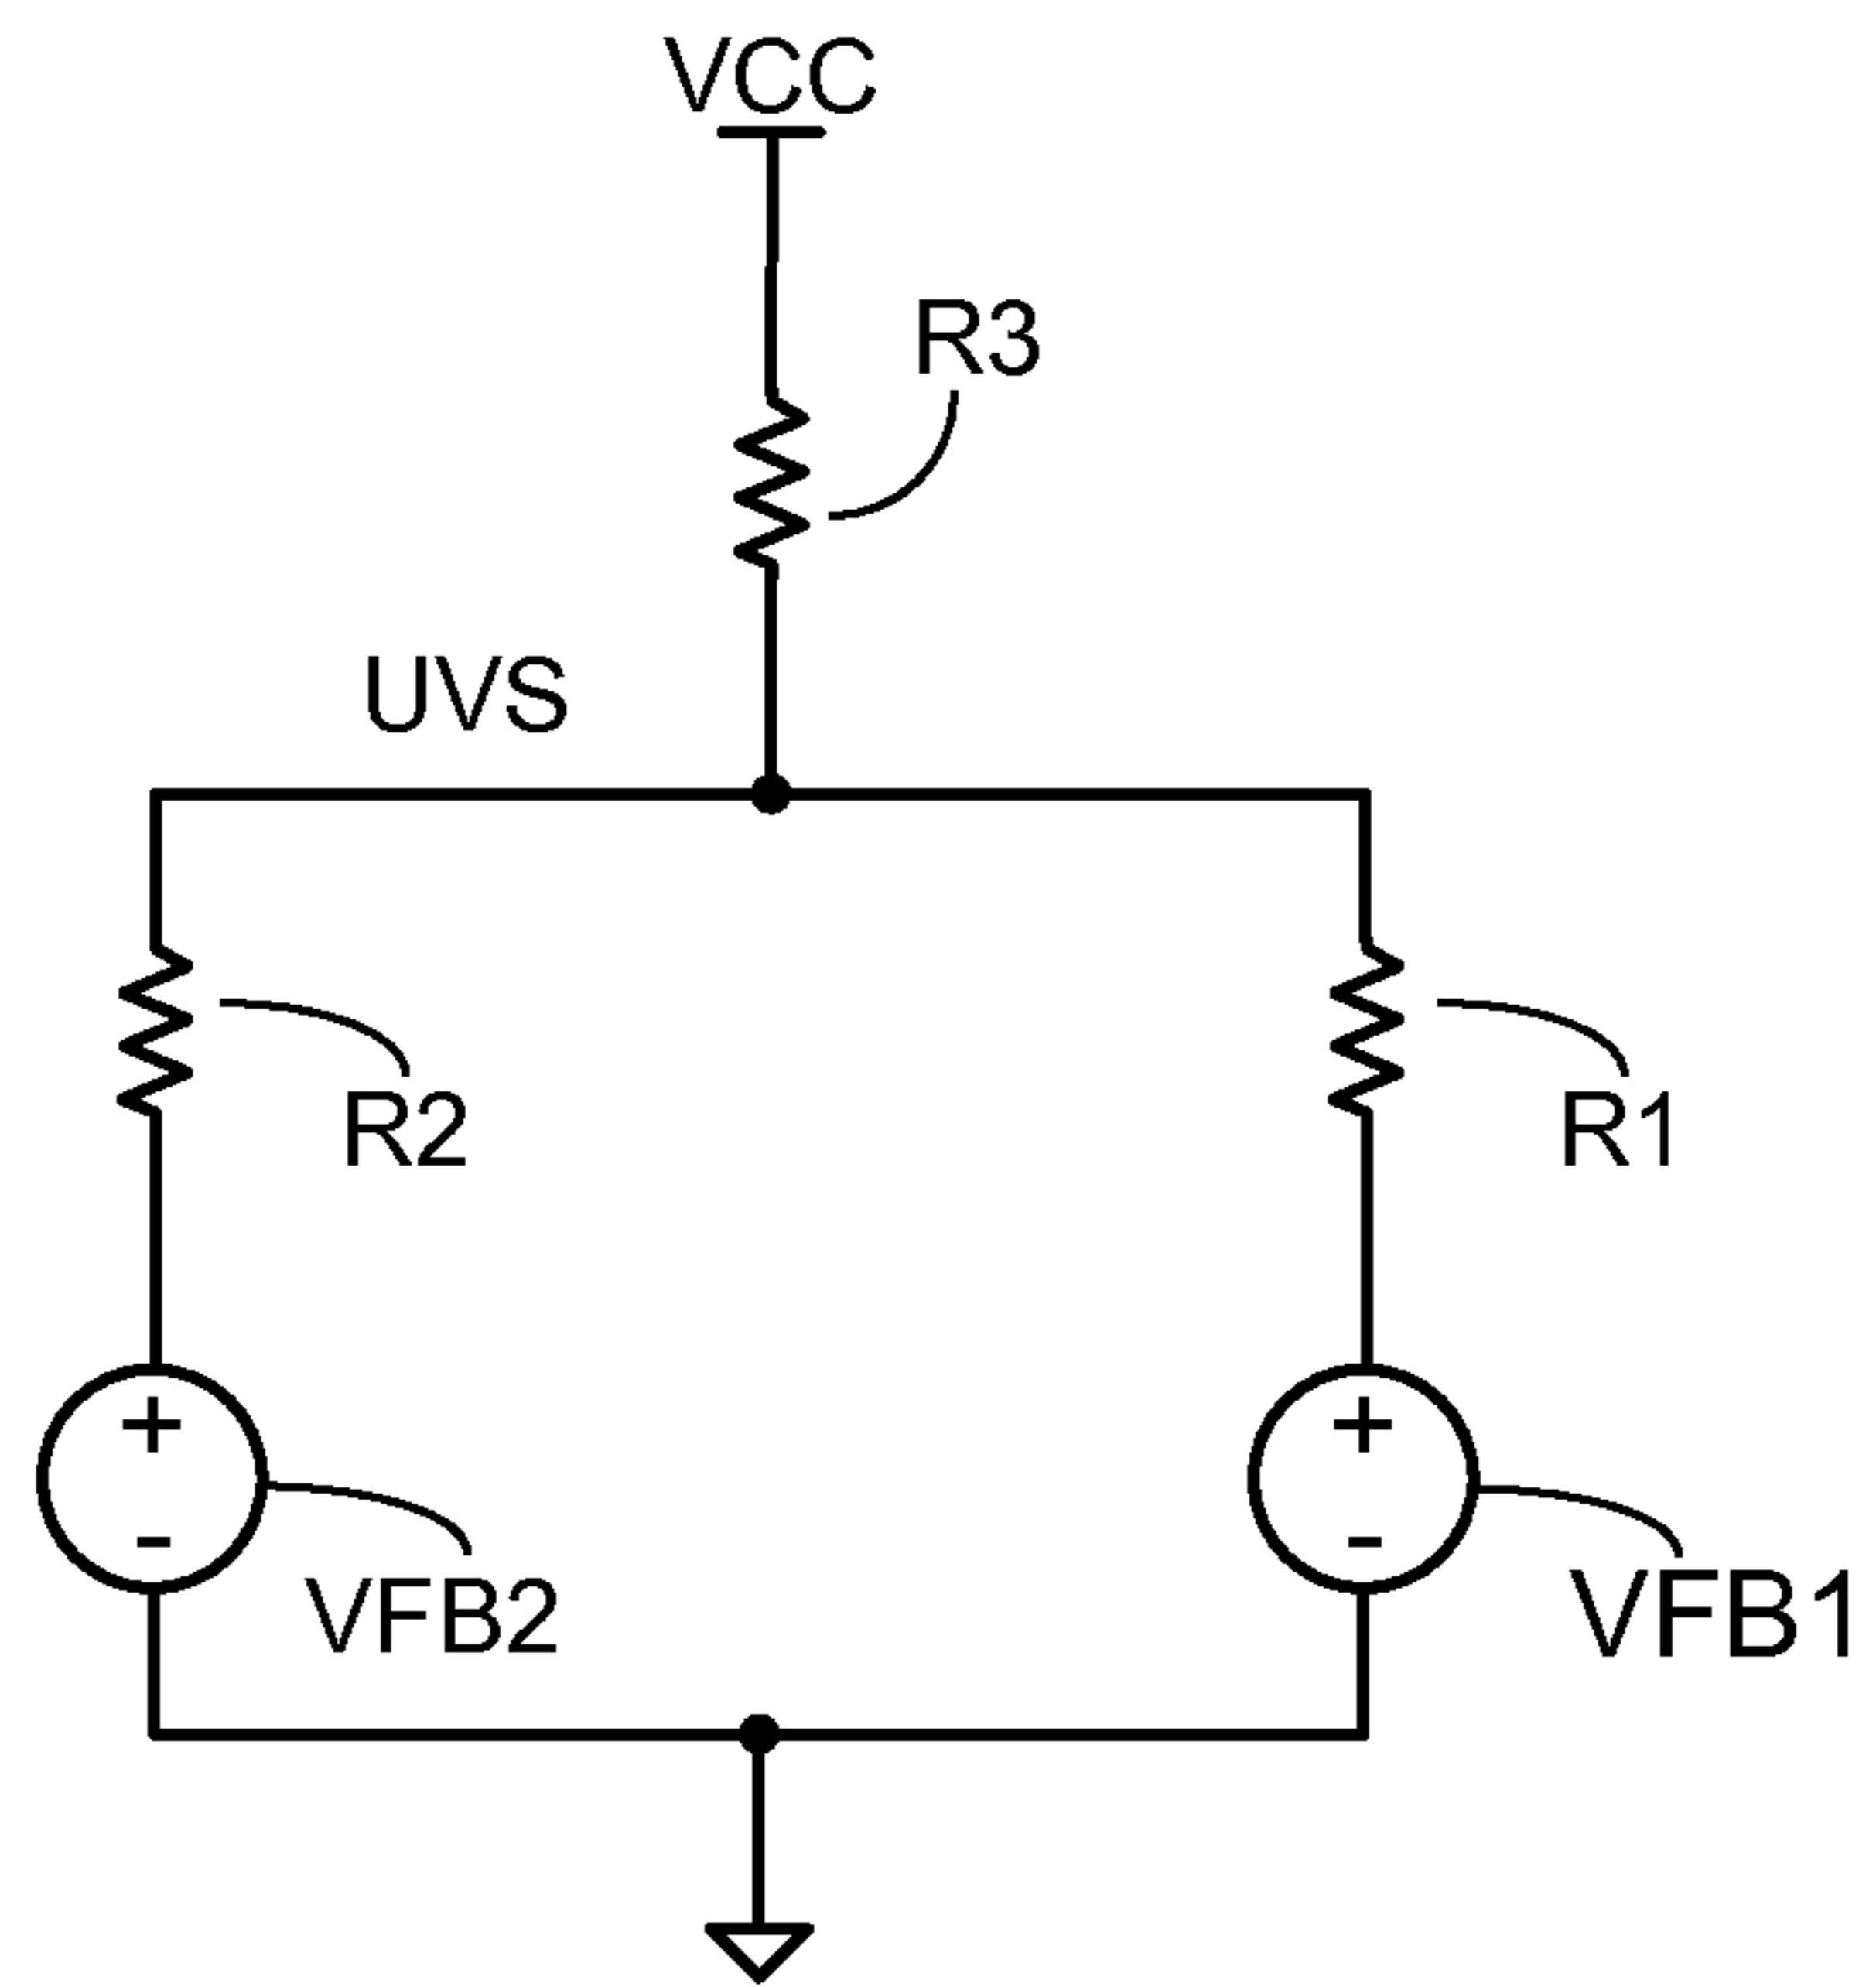 VCC
R3
UVS
R2
R1
+
+
-
-
VFB2
VFB1